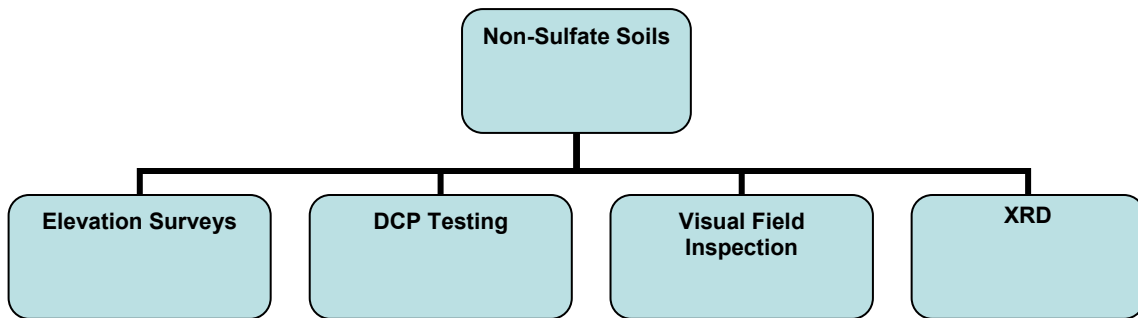 Non-Sulfate Soils
Elevation Surveys
DCP Testing
Visual Field
Inspection
XRD